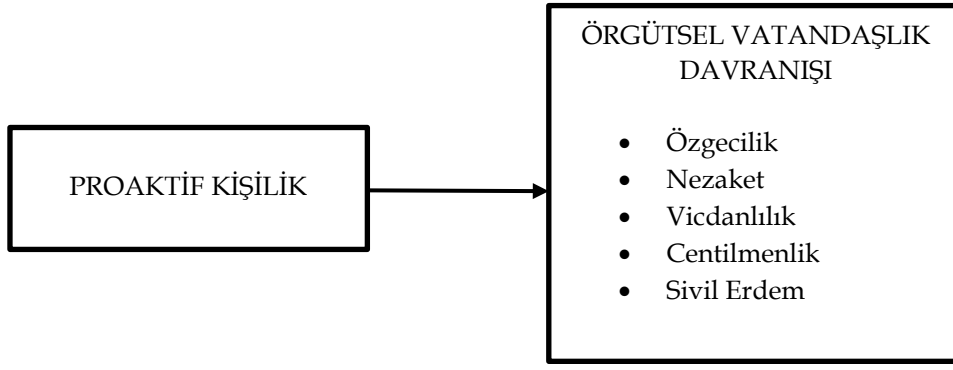 PROAKTİF KİŞİLİK
ÖRGÜTSEL VATANDAŞLIK
DAVRANIŞI
• Özgecilik
• Nezaket
• Vicdanlılık
• Centilmenlik
• Sivil Erdem